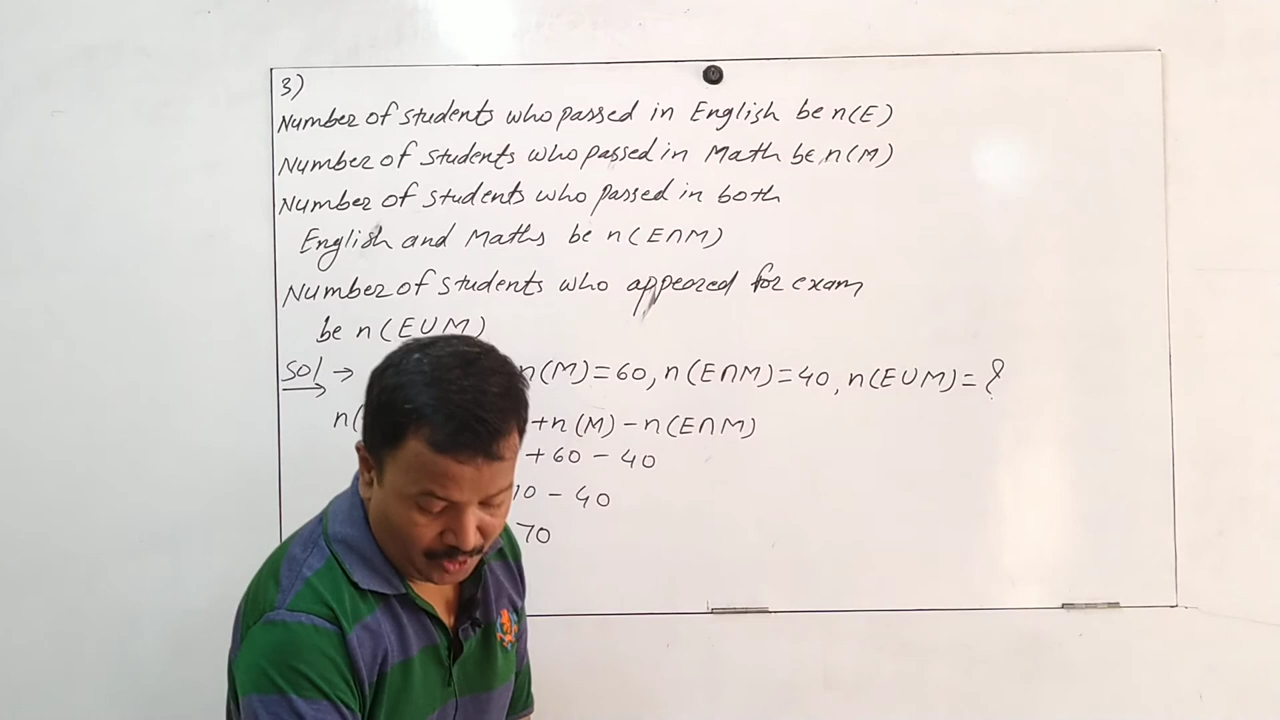 3)
Number of students who passed in English be n(E)
Number of students who passed in Math be n(M)
Number of students who passed in both
English and Maths be n(E∩M)
Number of students who appeared for exam
be n(E∪M)
Sol → n(M)=60, n(E∩M)=40, n(E∪M)=?
n( +n(M) - n(E∩M)
+60 - 40
10 - 40
70